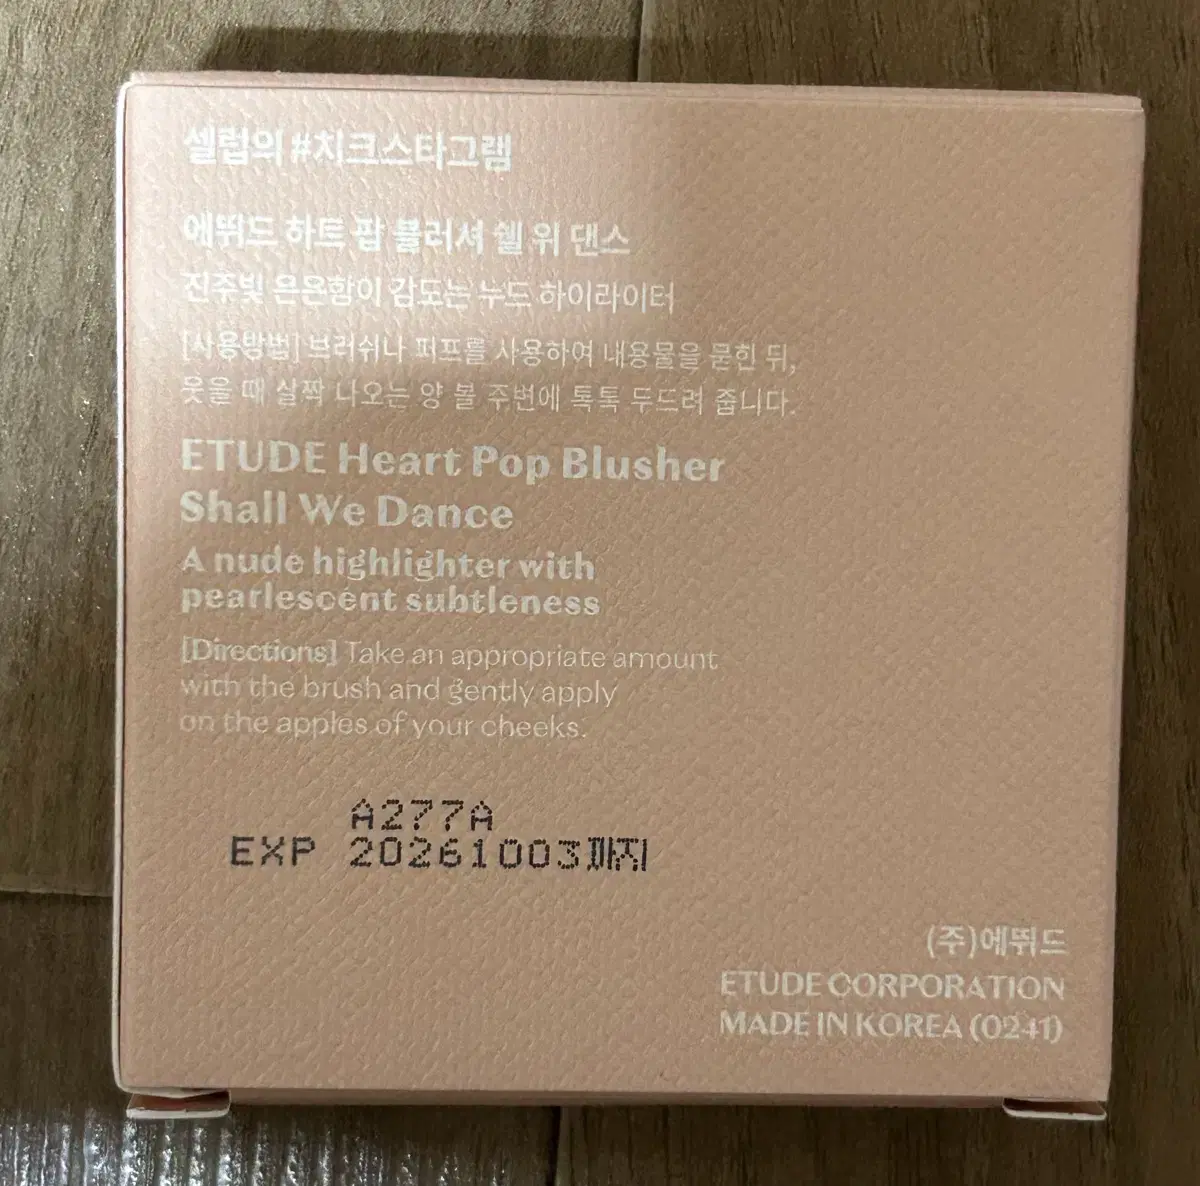 셀럽의 #치크스타그램
에뛰드 하트 팝 블러셔 쉘 위 댄스
진주빛 은은함이 감도는 누드 하이라이터
[사용방법] 브러쉬나 퍼프를 사용하여 내용물을 묻힌 뒤,
웃을 때 살짝 나오는 양 볼 주변에 톡톡 두드려 줍니다.
ETUDE Heart Pop Blusher
Shall We Dance
A nude highlighter with
pearlescent subtleness
[Directions] Take an appropriate amount
with the brush and gently apply
on the apples of your cheeks.
A277A
EXP 20261003까지
(주)에뛰드
ETUDE CORPORATION
MADE IN KOREA (0241)